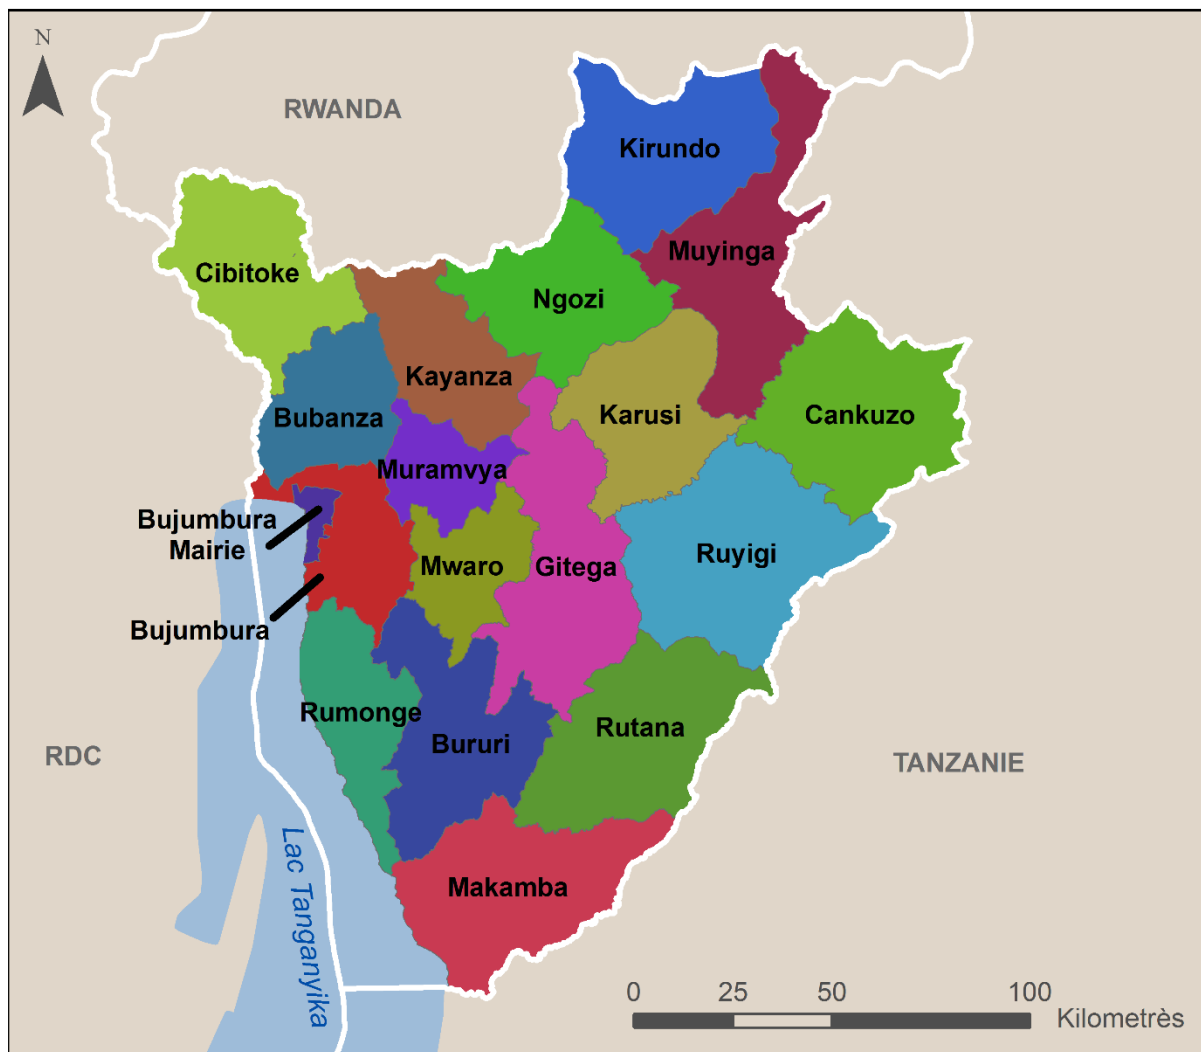 N
RWANDA
Kirundo
Muyinga
Cibitoke
Ngozi
Kayanza
Karusi
Cankuzo
Bubanza
Muramvya
Bujumbura
Mairie
Mwaro
Gitega
Ruyigi
Bujumbura
Rumonge
Bururi
Rutana
RDC
TANZANIE
Lac Tanganyika
Makamba
0 25 50 100
Kilometrès